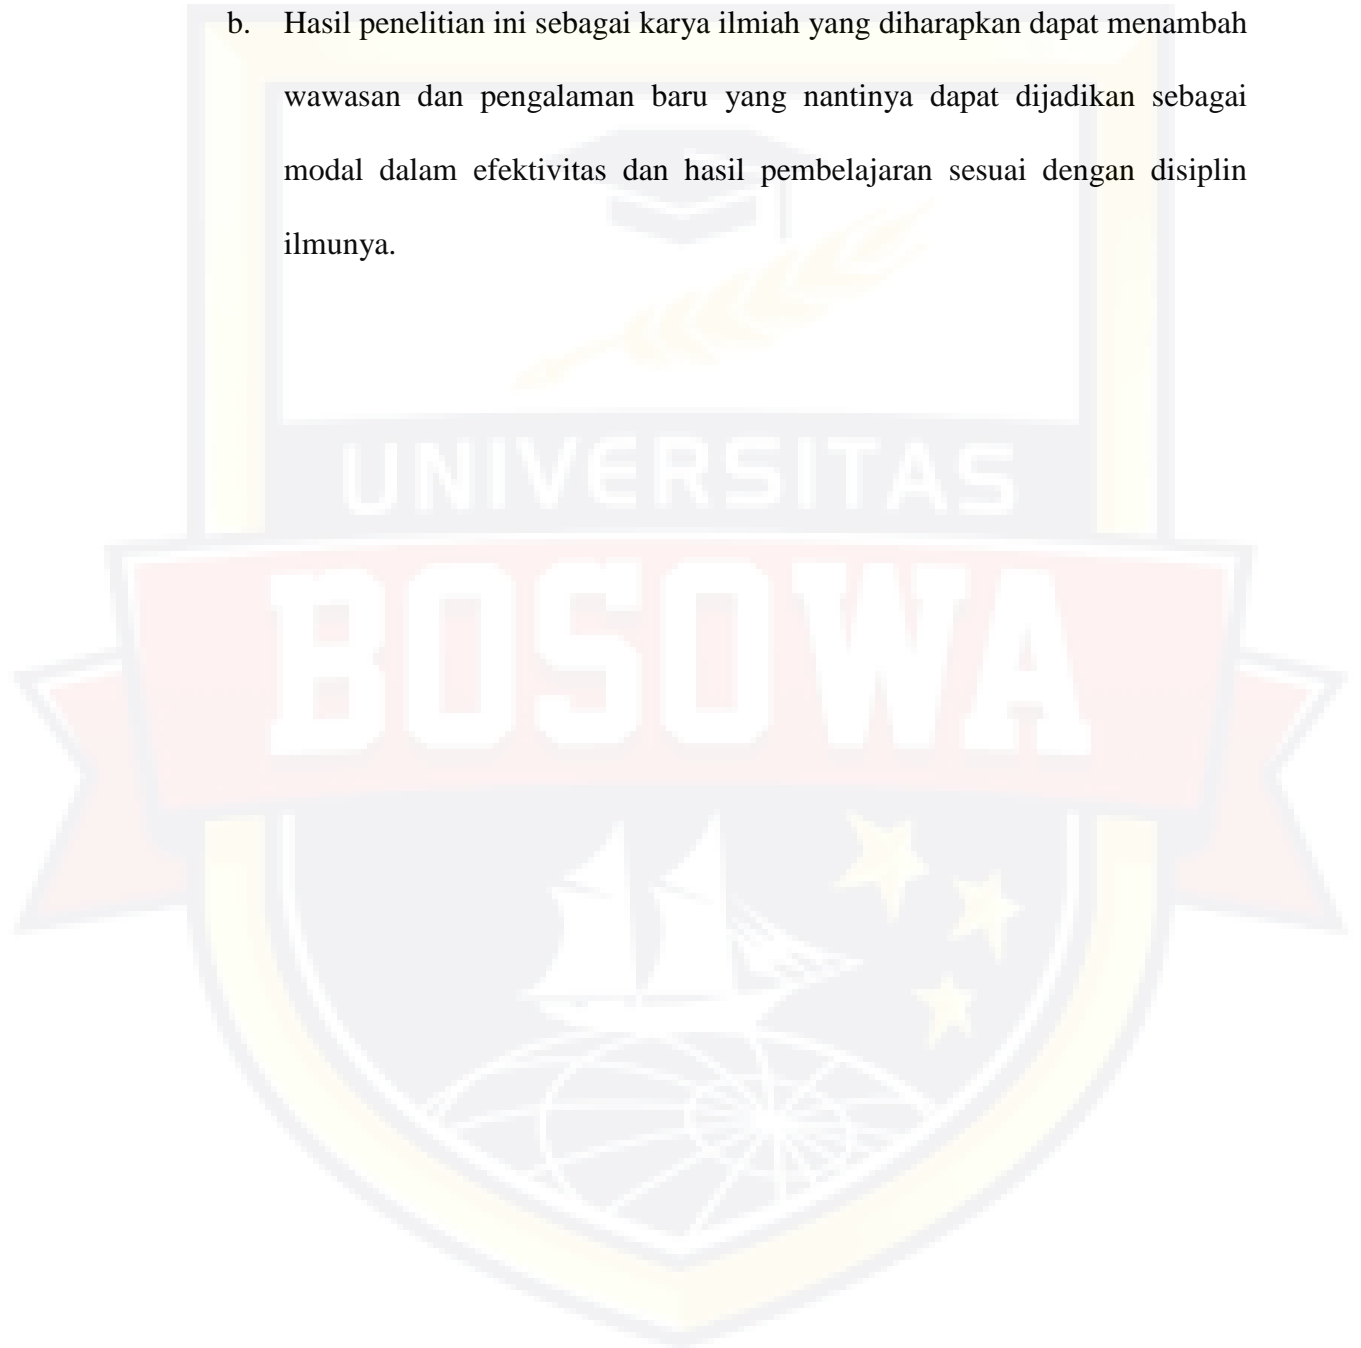 b. Hasil penelitian ini sebagai karya ilmiah yang diharapkan dapat menambah
wawasan dan pengalaman baru yang nantinya dapat dijadikan sebagai
modal dalam efektivitas dan hasil pembelajaran sesuai dengan disiplin
ilmunya.
UNIVERSITAS
BOSOWA